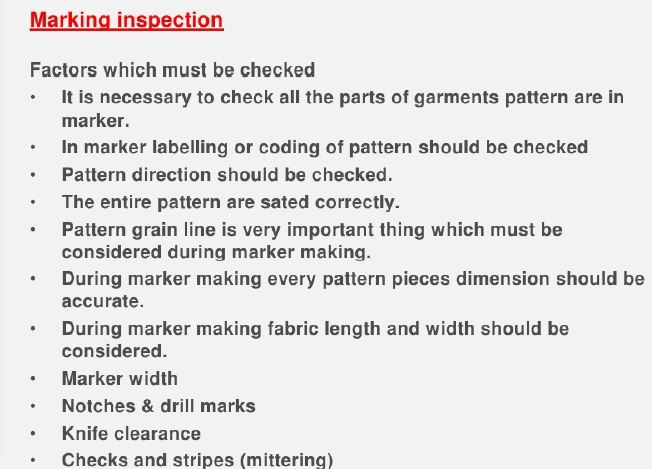 Marking inspection
Factors which must be checked
• It is necessary to check all the parts of garments pattern are in
marker.
• In marker labelling or coding of pattern should be checked
• Pattern direction should be checked.
• The entire pattern are sated correctly.
• Pattern grain line is very important thing which must be
considered during marker making.
• During marker making every pattern pieces dimension should be
accurate.
• During marker making fabric length and width should be
considered.
• Marker width
• Notches & drill marks
• Knife clearance
• Checks and stripes (mittering)